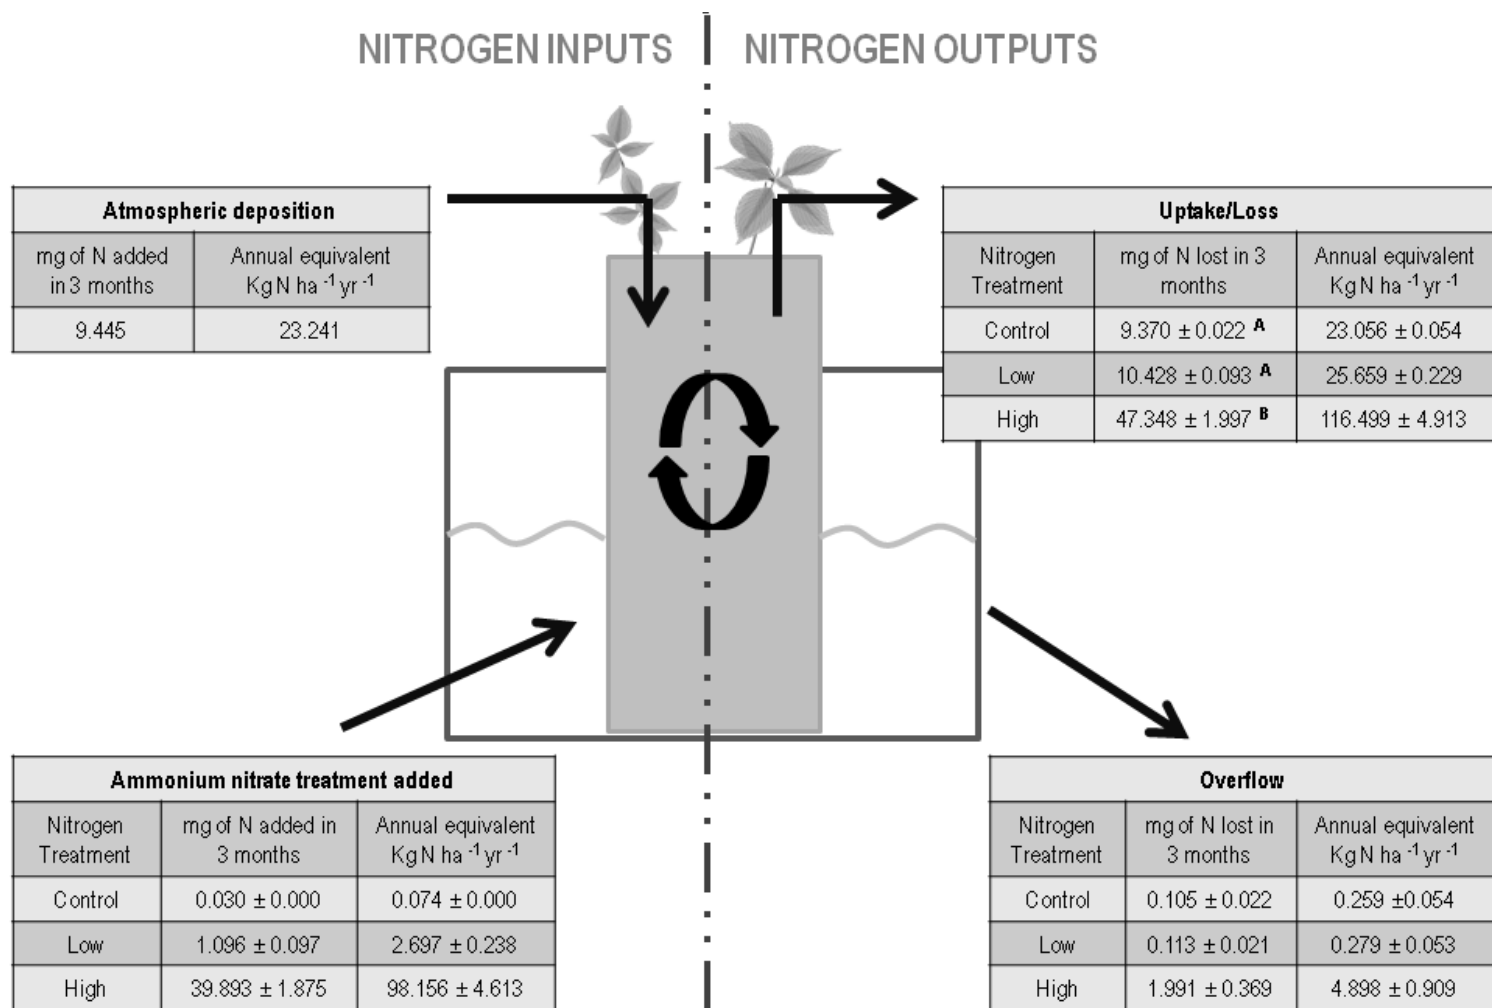 NITROGEN INPUTS
NITROGEN OUTPUTS
Atmospheric deposition
mg of N added in 3 months
Annual equivalent Kg N ha -1 yr -1
9.445
23.241
Uptake/Loss
Nitrogen Treatment
mg of N lost in 3 months
Annual equivalent Kg N ha -1 yr -1
Control
9.370 ± 0.022 A
23.056 ± 0.054
Low
10.428 ± 0.093 A
25.659 ± 0.229
High
47.348 ± 1.997 B
116.499 ± 4.913
Ammonium nitrate treatment added
Nitrogen Treatment
mg of N added in 3 months
Annual equivalent Kg N ha -1 yr -1
Control
0.030 ± 0.000
0.074 ± 0.000
Low
1.096 ± 0.097
2.697 ± 0.238
High
39.893 ± 1.875
98.156 ± 4.613
Overflow
Nitrogen Treatment
mg of N lost in 3 months
Annual equivalent Kg N ha -1 yr -1
Control
0.105 ± 0.022
0.259 ±0.054
Low
0.113 ± 0.021
0.279 ± 0.053
High
1.991 ± 0.369
4.898 ± 0.909